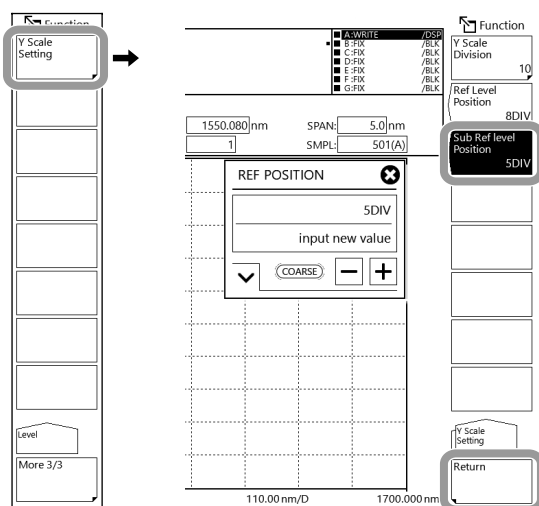 Function
Y Scale
Setting
Level
More 3/3
A:WRITE /DSP
B:FIX /BLK
C:FIX /BLK
D:FIX /BLK
E:FIX /BLK
F:FIX /BLK
G:FIX /BLK
1550.080 nm SPAN: 5.0 nm
1 SMPL: 501(A)
REF POSITION
5DIV
input new value
COARSE
110.00 nm/D 1700.000 nm
Function
Y Scale
Division
10
Ref Level
Position
8DIV
Sub Ref level
Position
5DIV
Y Scale
Setting
Return